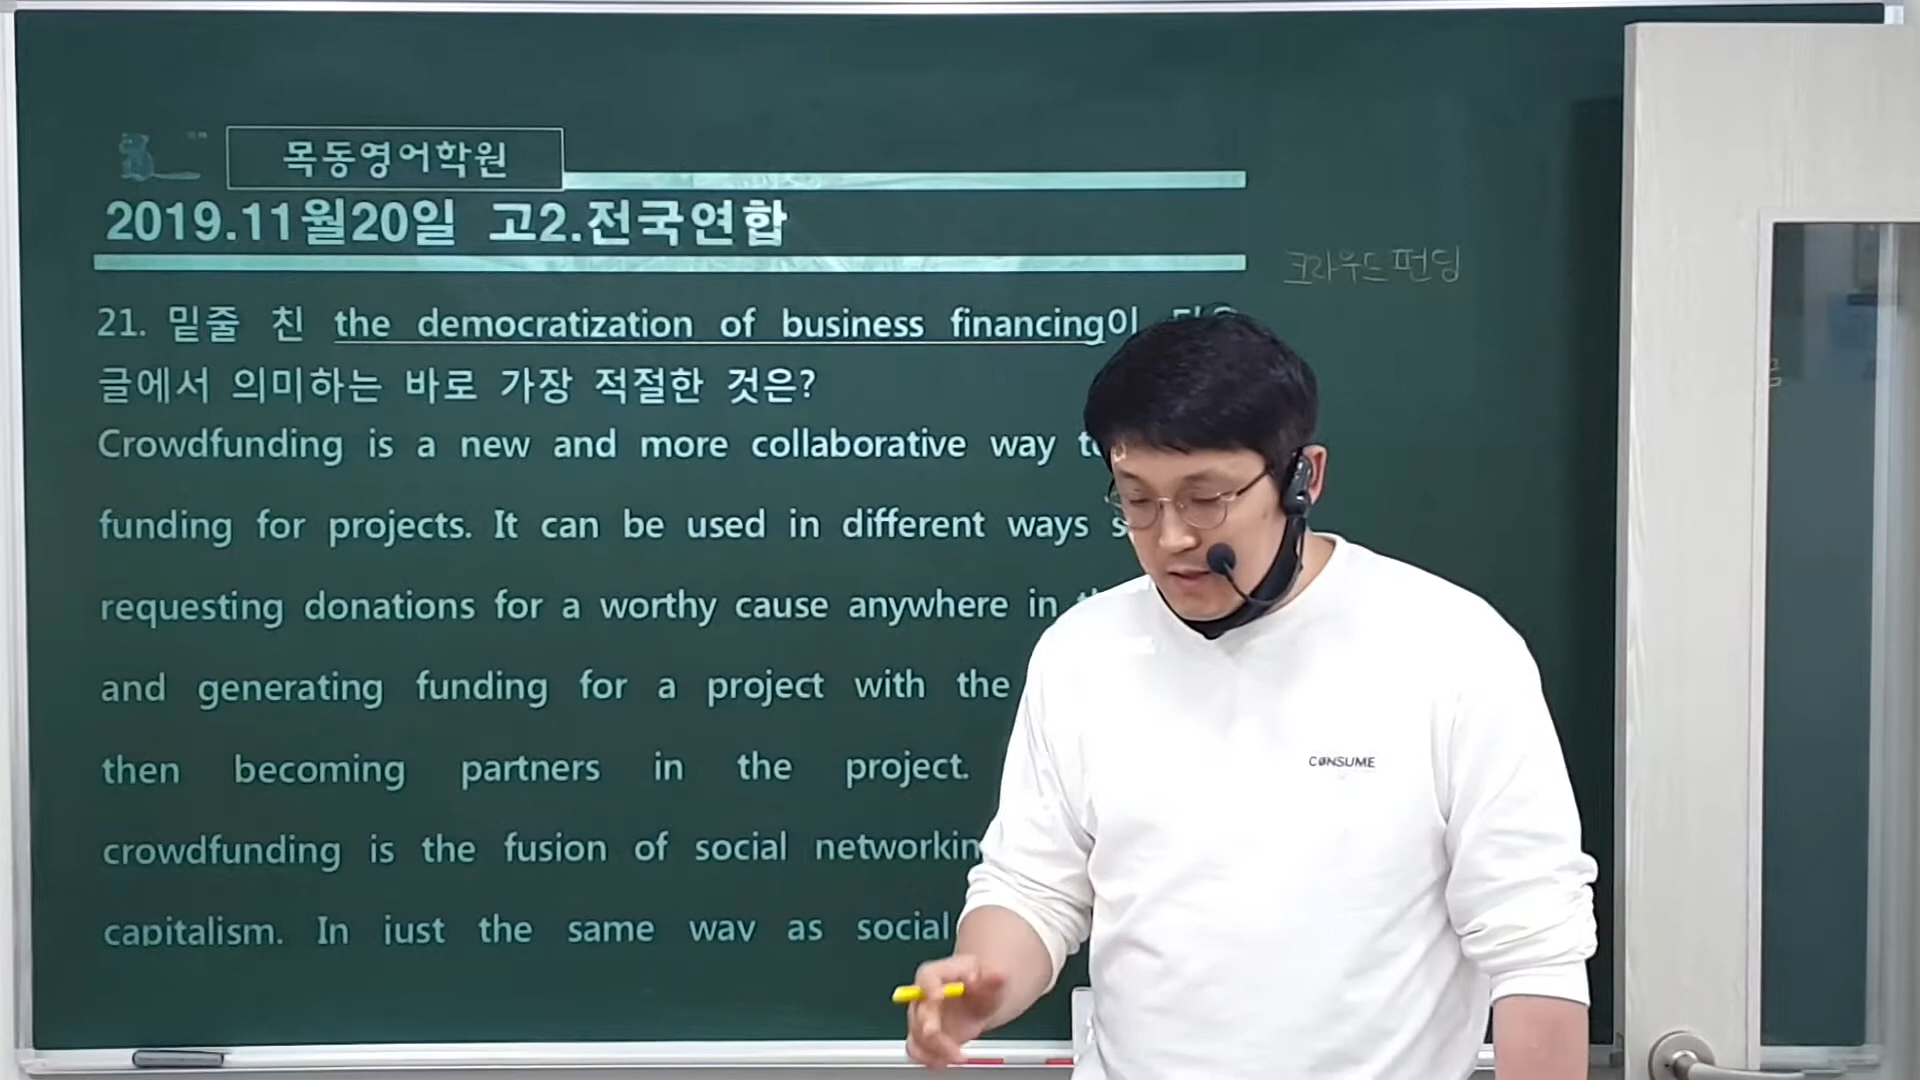 목동영어학원
2019.11월20일 고2.전국연합
크라우드펀딩
21. 밑줄 친 the democratization of business financing이
글에서 의미하는 바로 가장 적절한 것은?
Crowdfunding is a new and more collaborative way
funding for projects. It can be used in different ways
requesting donations for a worthy cause anywhere in
and generating funding for a project with the
then becoming partners in the project.
crowdfunding is the fusion of social
capitalism. In just the same way as social
CØNSUME